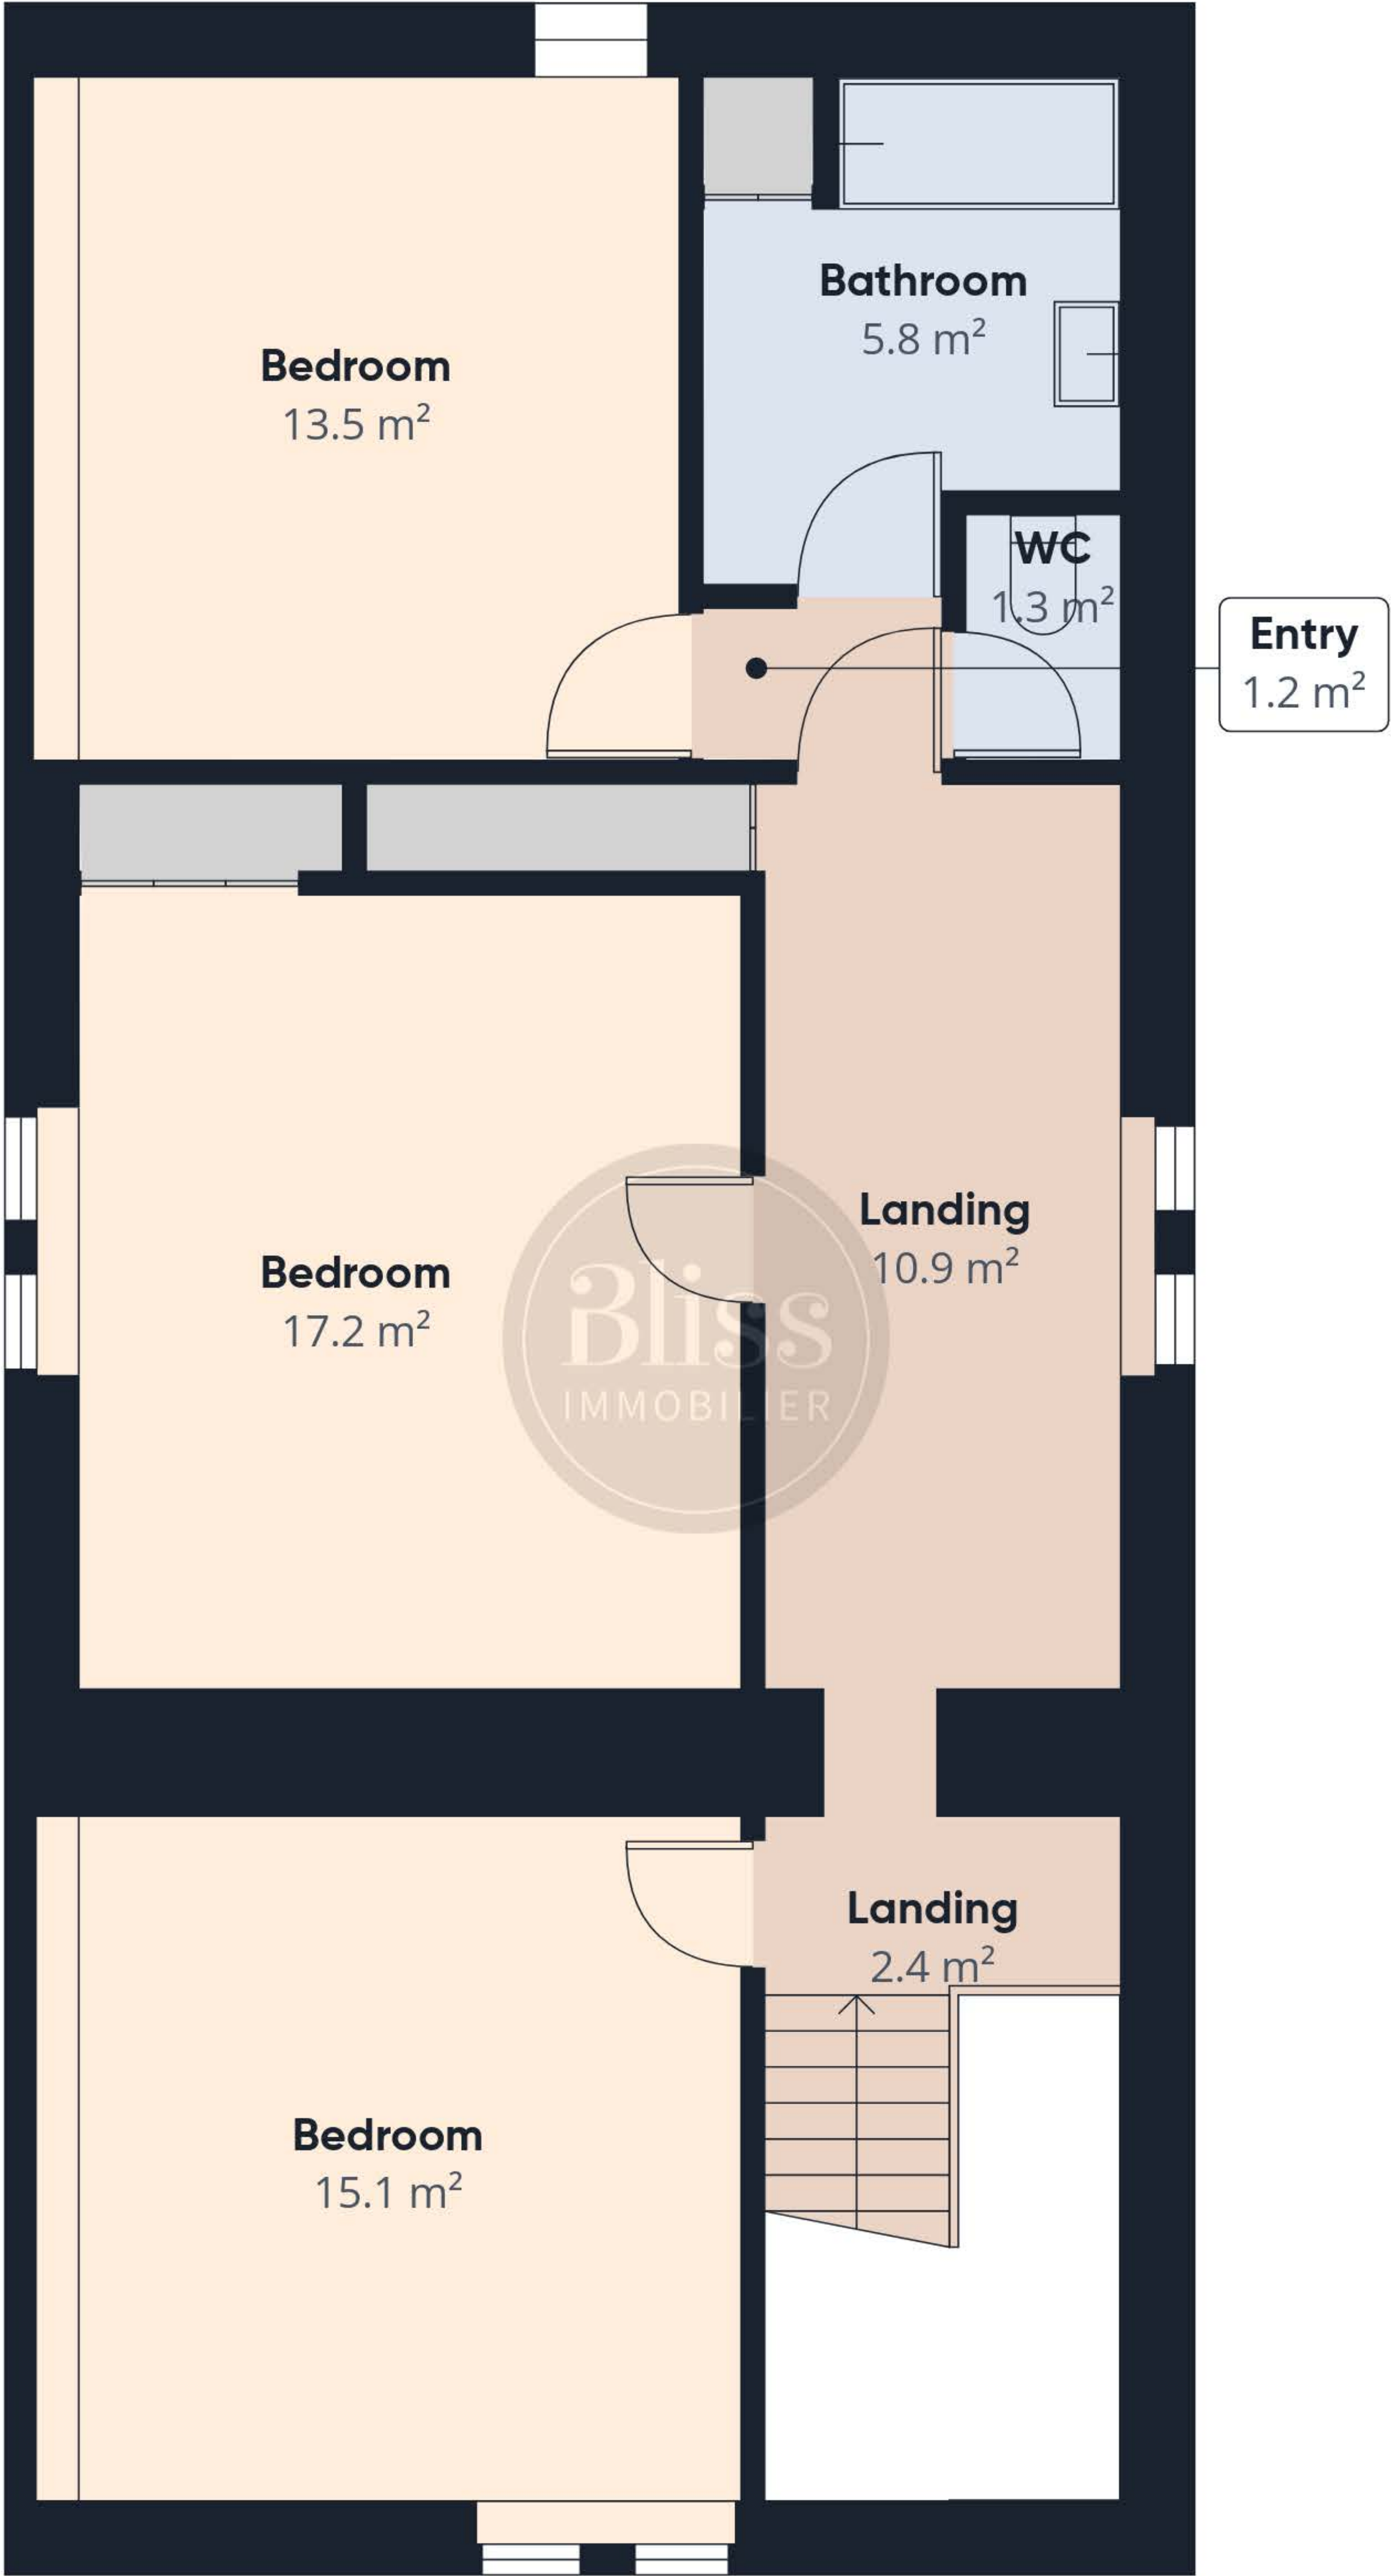 Bedroom
13.5 m²
Bathroom
5.8 m²
WC
1.3 m²
Entry
1.2 m²
Bedroom
17.2 m²
Landing
10.9 m²
Bliss
IMMOBILIER
Landing
2.4 m²
Bedroom
15.1 m²